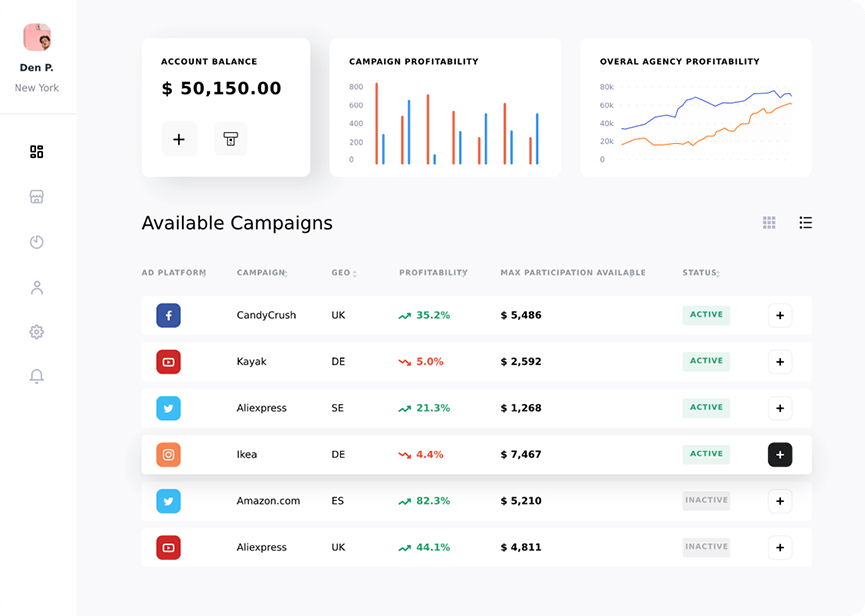 Den P.
New York
ACCOUNT BALANCE
$ 50,150.00
CAMPAIGN PROFITABILITY
800
600
400
200
0
OVERAL AGENCY PROFITABILITY
80k
60k
40k
20k
0
Available Campaigns
AD PLATFORM CAMPAIGN GEO PROFITABILITY MAX PARTICIPATION AVAILABLE STATUS
CandyCrush UK 35.2% $ 5,486 ACTIVE
Kayak DE 5.0% $ 2,592 ACTIVE
Aliexpress SE 21.3% $ 1,268 ACTIVE
Ikea DE 4.4% $ 7,467 ACTIVE
Amazon.com ES 82.3% $ 5,210 INACTIVE
Aliexpress UK 44.1% $ 4,811 INACTIVE